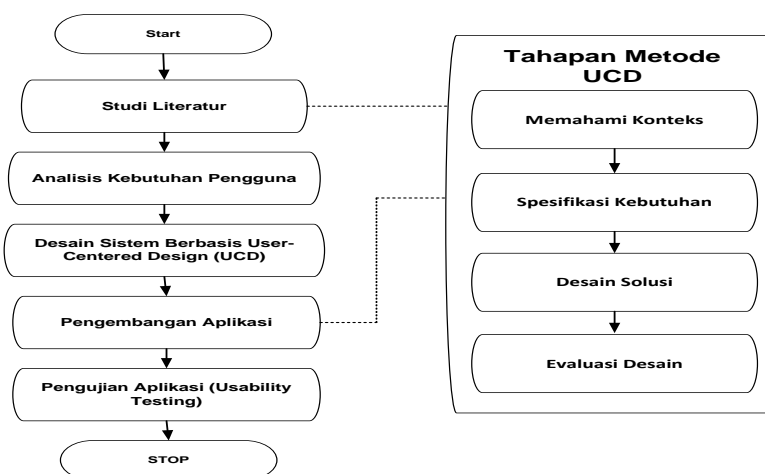 Start
Studi Literatur
Analisis Kebutuhan Pengguna
Desain Sistem Berbasis User-
Centered Design (UCD)
Pengembangan Aplikasi
Pengujian Aplikasi (Usability
Testing)
STOP
Tahapan Metode
UCD
Memahami Konteks
Spesifikasi Kebutuhan
Desain Solusi
Evaluasi Desain